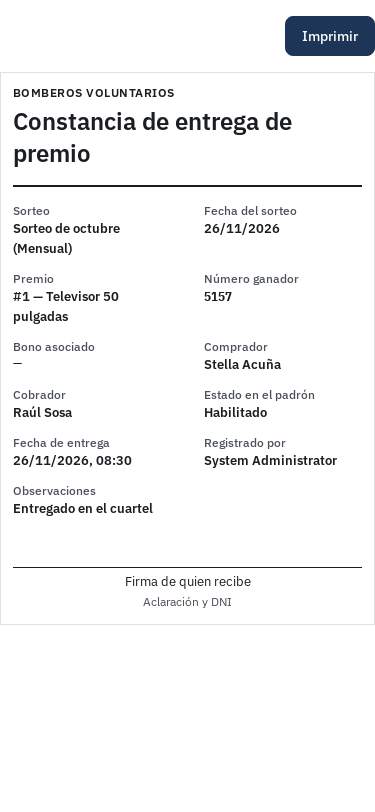 Imprimir
BOMBEROS VOLUNTARIOS
Constancia de entrega de
premio
Sorteo
Sorteo de octubre
(Mensual)
Fecha del sorteo
26/11/2026
Premio
#1 — Televisor 50
pulgadas
Número ganador
5157
Bono asociado
—
Comprador
Stella Acuña
Cobrador
Raúl Sosa
Estado en el padrón
Habilitado
Fecha de entrega
26/11/2026, 08:30
Registrado por
System Administrator
Observaciones
Entregado en el cuartel
Firma de quien recibe
Aclaración y DNI